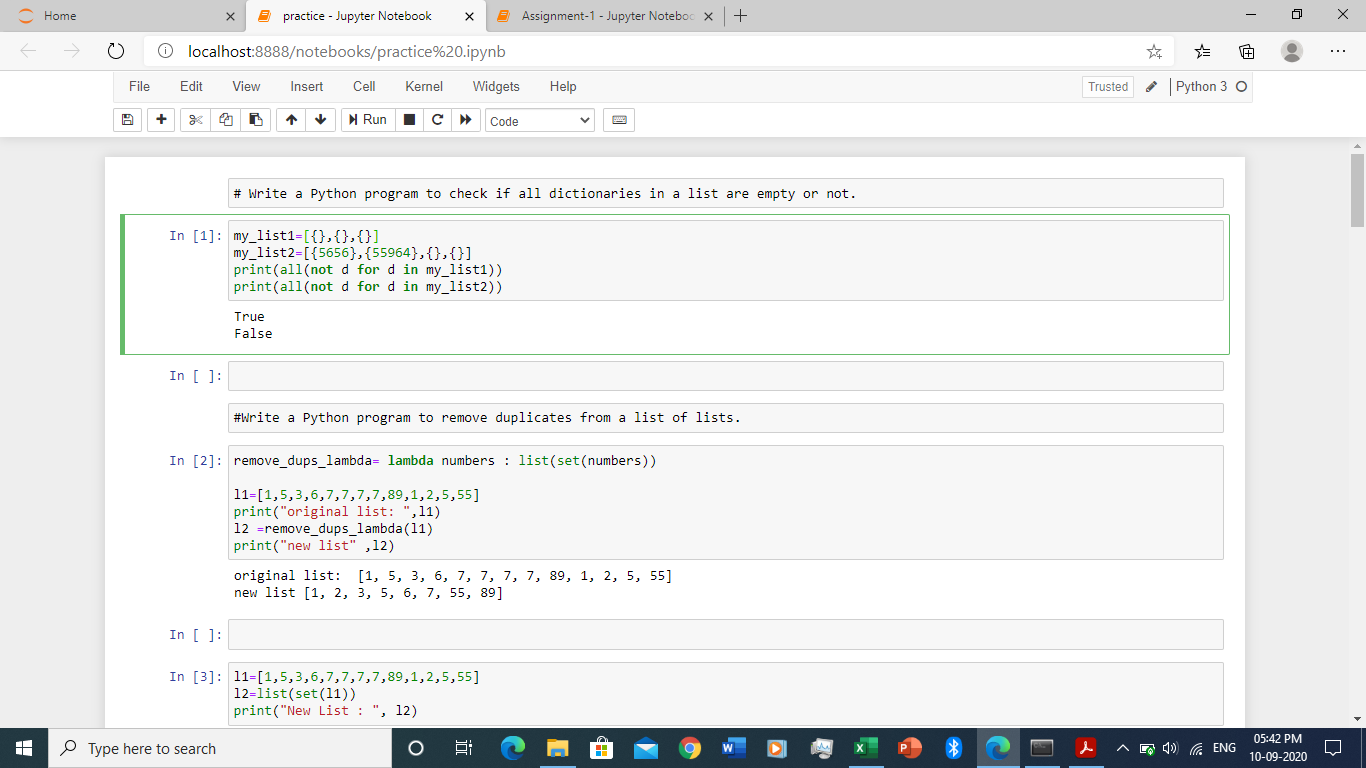 Home
practice - Jupyter Notebook
Assignment-1 - Jupyter Noteboo
localhost:8888/notebooks/practice%20.ipynb
File Edit View Insert Cell Kernel Widgets Help
Trusted
Python 3
Run
Code
# Write a Python program to check if all dictionaries in a list are empty or not.
In [1]:
my_list1=[{},{},{}]
my_list2=[{5656},{55964},{},{}]
print(all(not d for d in my_list1))
print(all(not d for d in my_list2))
True
False
In [ ]:
#Write a Python program to remove duplicates from a list of lists.
In [2]:
remove_dups_lambda= lambda numbers : list(set(numbers))
l1=[1,5,3,6,7,7,7,7,89,1,2,5,55]
print("original list: ",l1)
l2 =remove_dups_lambda(l1)
print("new list" ,l2)
original list:  [1, 5, 3, 6, 7, 7, 7, 7, 89, 1, 2, 5, 55]
new list [1, 2, 3, 5, 6, 7, 55, 89]
In [ ]:
In [3]:
l1=[1,5,3,6,7,7,7,7,89,1,2,5,55]
l2=list(set(l1))
print("New List : ", l2)
Type here to search
ENG
05:42 PM
10-09-2020